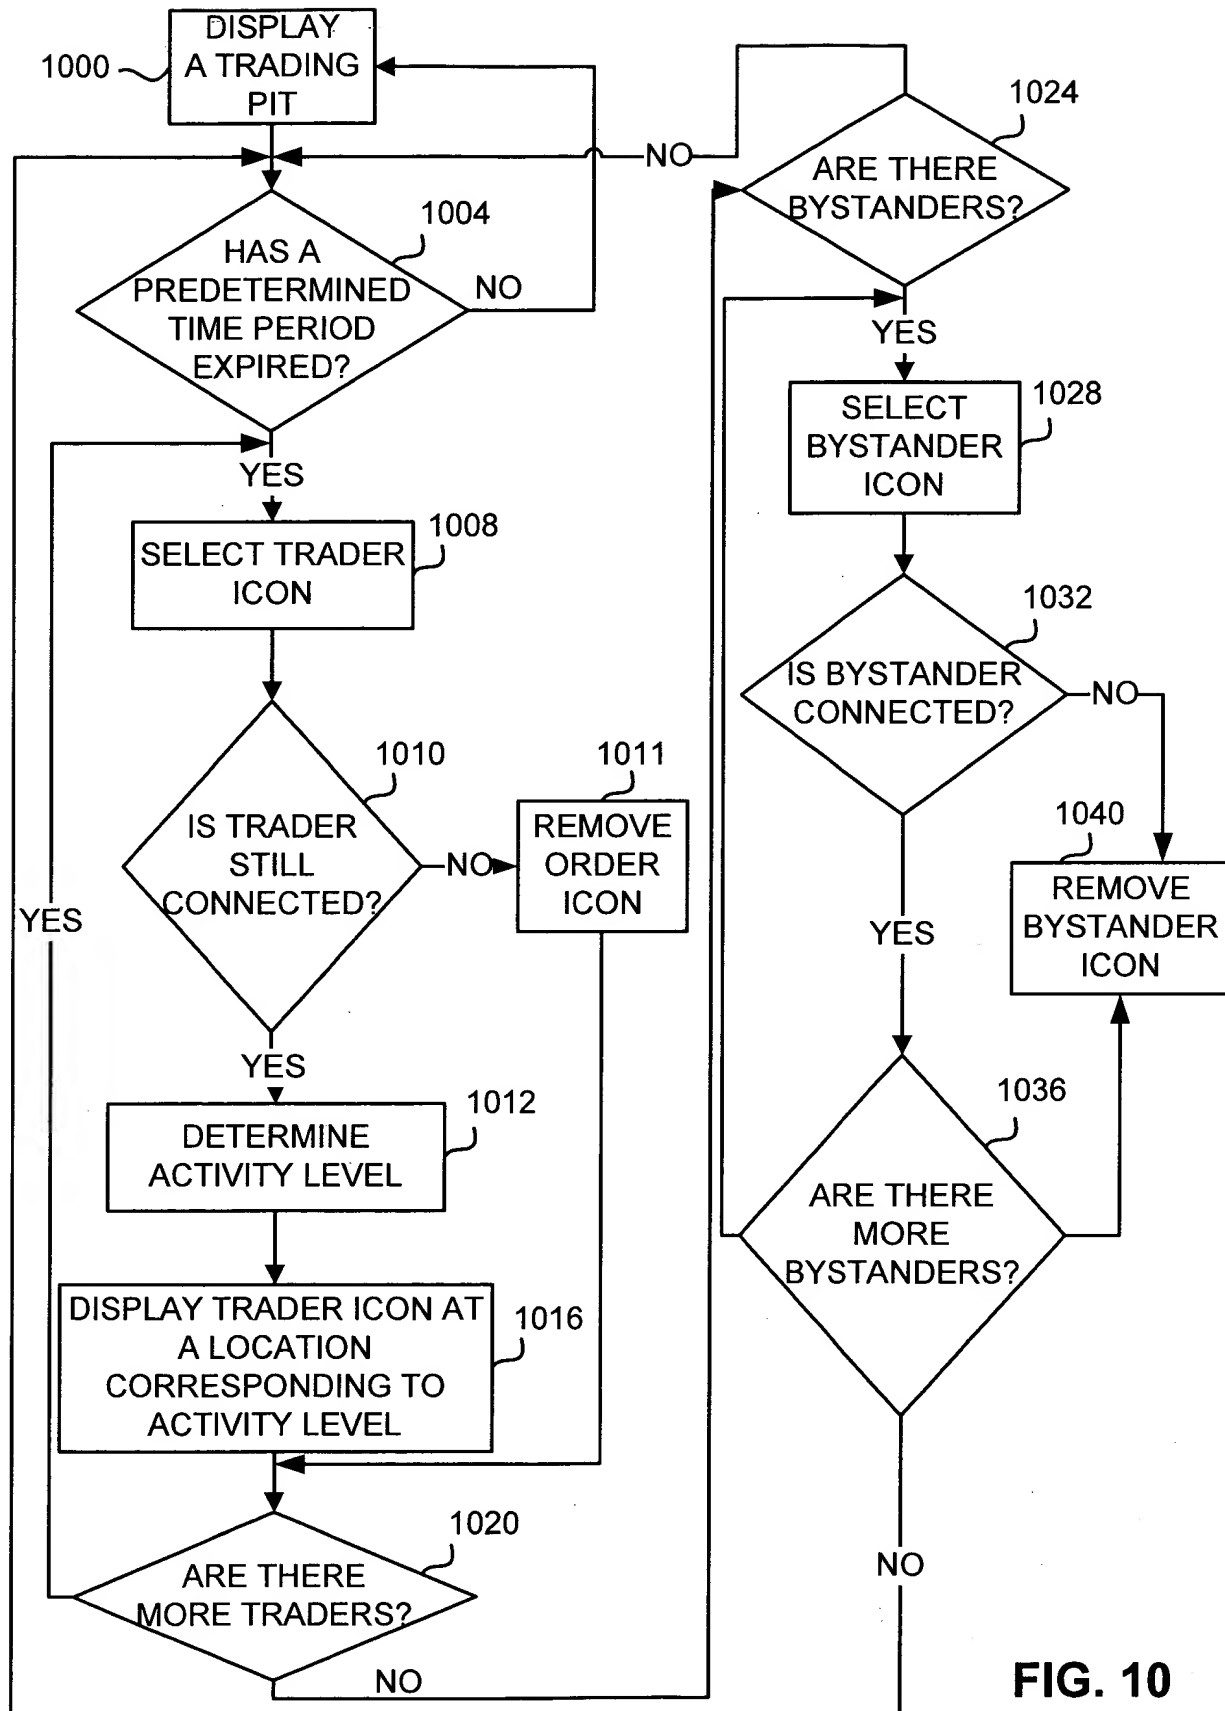 DISPLAY
A TRADING
PIT
1000
HAS A
PREDETERMINED
TIME PERIOD
EXPIRED?
1004
NO
YES
SELECT TRADER
ICON
1008
IS TRADER
STILL
CONNECTED?
1010
NO
REMOVE
ORDER
ICON
1011
YES
DETERMINE
ACTIVITY LEVEL
1012
DISPLAY TRADER ICON AT
A LOCATION
CORRESPONDING TO
ACTIVITY LEVEL
1016
ARE THERE
MORE TRADERS?
1020
YES
NO
ARE THERE
BYSTANDERS?
1024
NO
YES
SELECT
BYSTANDER
ICON
1028
IS BYSTANDER
CONNECTED?
1032
NO
REMOVE
BYSTANDER
ICON
1040
YES
ARE THERE
MORE
BYSTANDERS?
1036
NO
FIG. 10